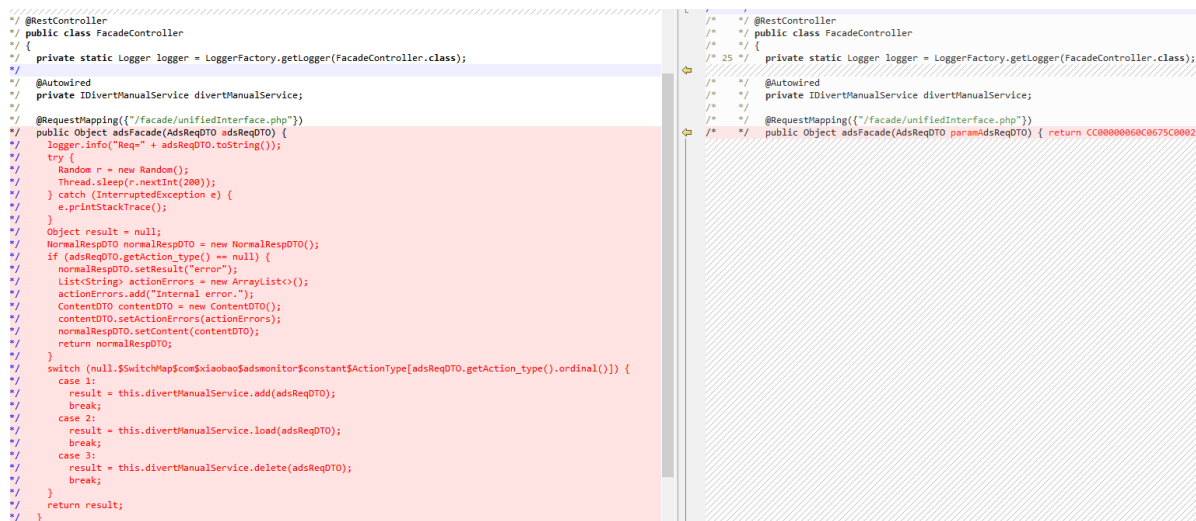 */ @RestController
*/ public class FacadeController
*/ {
*/   private static Logger logger = LoggerFactory.getLogger(FacadeController.class);
*/
*/   @Autowired
*/   private IDivertManualService divertManualService;
*/
*/   @RequestMapping({"/facade/unifiedInterface.php"})
*/   public Object adsFacade(AdsReqDTO adsReqDTO) {
*/     logger.info("Req=" + adsReqDTO.toString());
*/     try {
*/       Random r = new Random();
*/       Thread.sleep(r.nextInt(200));
*/     } catch (InterruptedException e) {
*/       e.printStackTrace();
*/     }
*/     Object result = null;
*/     NormalRespDTO normalRespDTO = new NormalRespDTO();
*/     if (adsReqDTO.getAction_type() == null) {
*/       normalRespDTO.setResult("error");
*/       List<String> actionErrors = new ArrayList<>();
*/       actionErrors.add("Internal error.");
*/       ContentDTO contentDTO = new ContentDTO();
*/       contentDTO.setActionErrors(actionErrors);
*/       normalRespDTO.setContent(contentDTO);
*/       return normalRespDTO;
*/     }
*/     switch (null.$SwitchMap$com$xiaobao$adsmonitor$constant$ActionType[adsReqDTO.getAction_type().ordinal()]) {
*/       case 1:
*/         result = this.divertManualService.add(adsReqDTO);
*/         break;
*/       case 2:
*/         result = this.divertManualService.load(adsReqDTO);
*/         break;
*/       case 3:
*/         result = this.divertManualService.delete(adsReqDTO);
*/         break;
*/     }
*/     return result;
*/   }
/*    */ @RestController
/*    */ public class FacadeController
/*    */ {
/* 25 */   private static Logger logger = LoggerFactory.getLogger(FacadeController.class);
/*    */   @Autowired
/*    */   private IDivertManualService divertManualService;
/*    */
/*    */   @RequestMapping({"/facade/unifiedInterface.php"})
/*    */   public Object adsFacade(AdsReqDTO paramAdsReqDTO) { return CC00000060C0675C0002